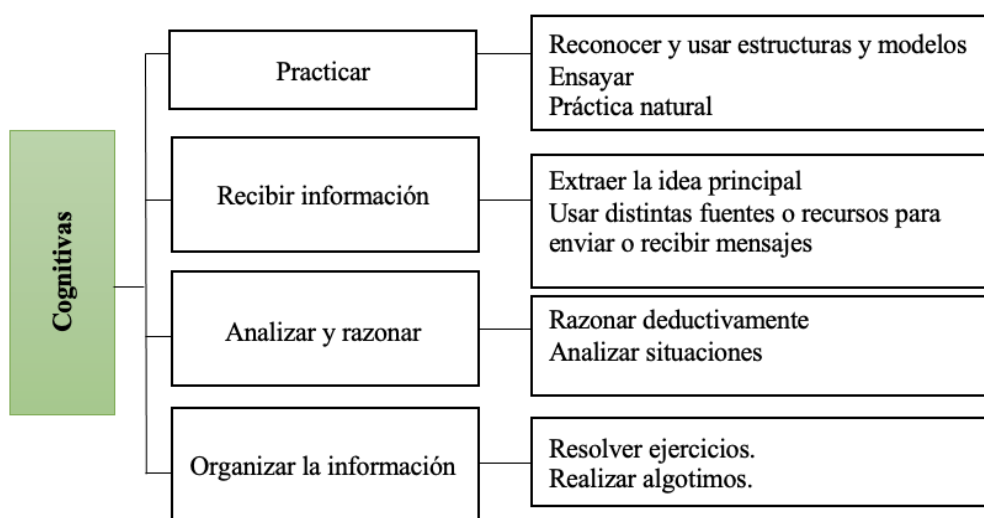 Cognitivas
Practicar
Reconocer y usar estructuras y modelos
Ensayar
Práctica natural
Recibir información
Extraer la idea principal
Usar distintas fuentes o recursos para
enviar o recibir mensajes
Analizar y razonar
Razonar deductivamente
Analizar situaciones
Organizar la información
Resolver ejercicios.
Realizar algotimos.